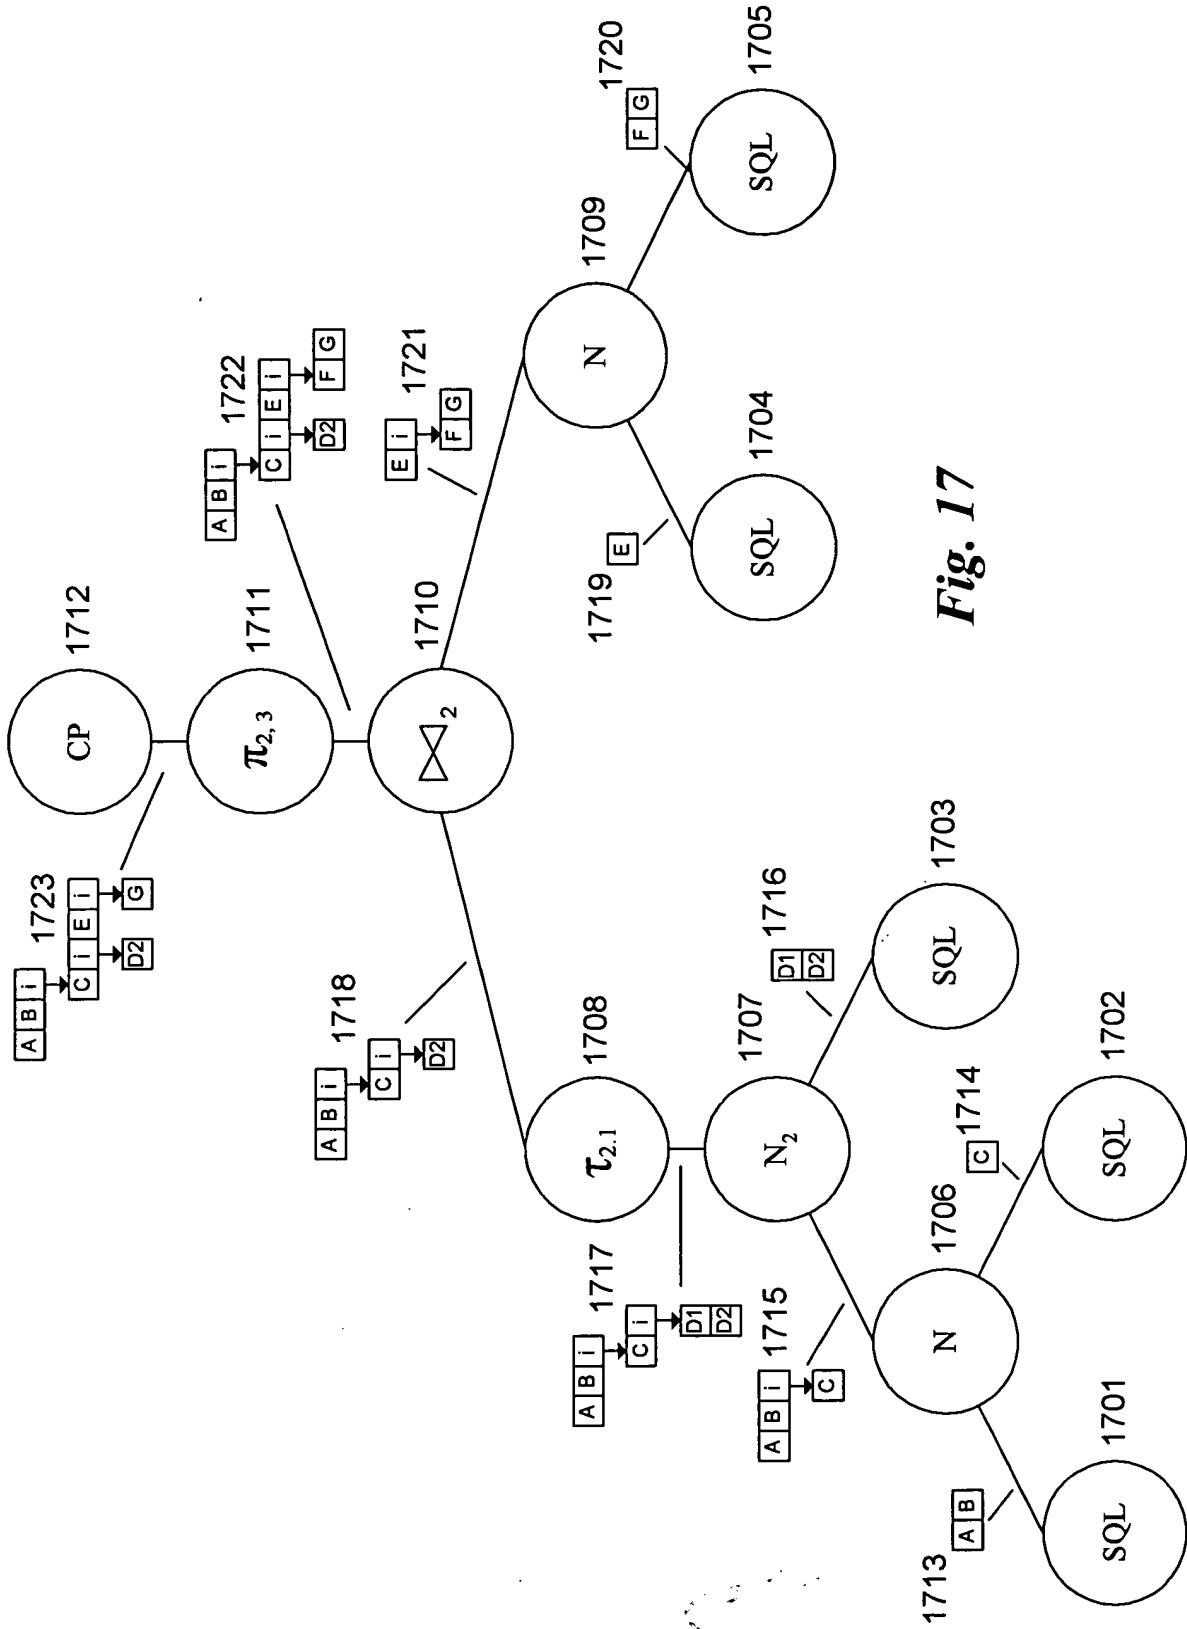 CP
1712
1723
A B i
C i E i
D2
G
π2,3
1711
1722
A B i
C i E i
D2
F G
⋈2
1710
1718
A B i
C i
D2
1721
E i
F G
τ2.1
1708
N
1709
1720
F G
1719
E
1717
A B i
C i
D1
D2
N2
1707
1716
D1
D2
SQL
1704
SQL
1705
1715
A B i
C
N
1706
1714
C
SQL
1703
1713
A B
SQL
1701
SQL
1702
Fig. 17